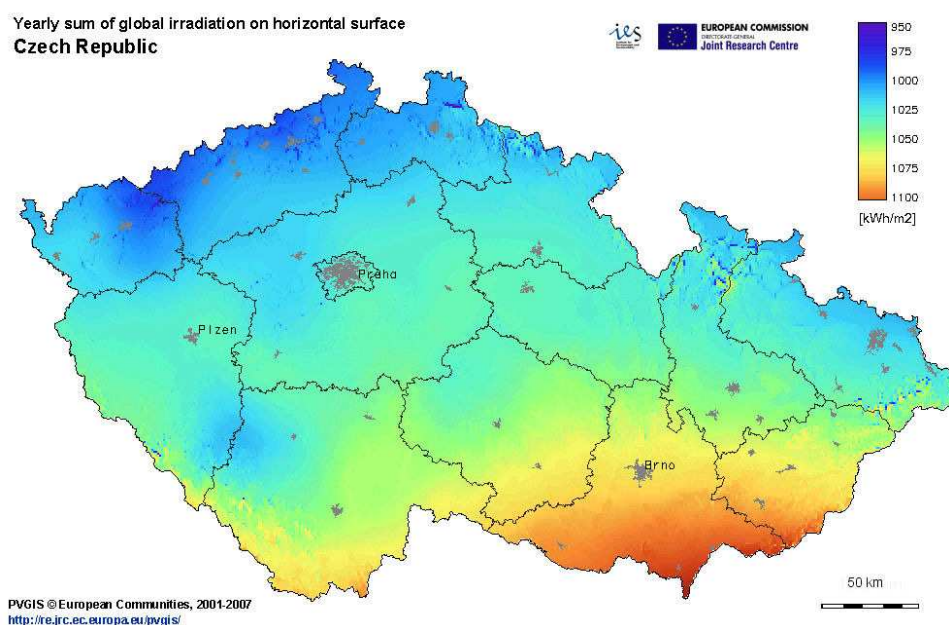 Yearly sum of global irradiation on horizontal surface
Czech Republic
ies
EUROPEAN COMMISSION
DIRECTORATE-GENERAL
Joint Research Centre
950
975
1000
1025
1050
1075
1100
[kWh/m2]
Praha
Plzen
Brno
50 km
PVGIS © European Communities, 2001-2007
http://re.jrc.ec.europa.eu/pvgis/